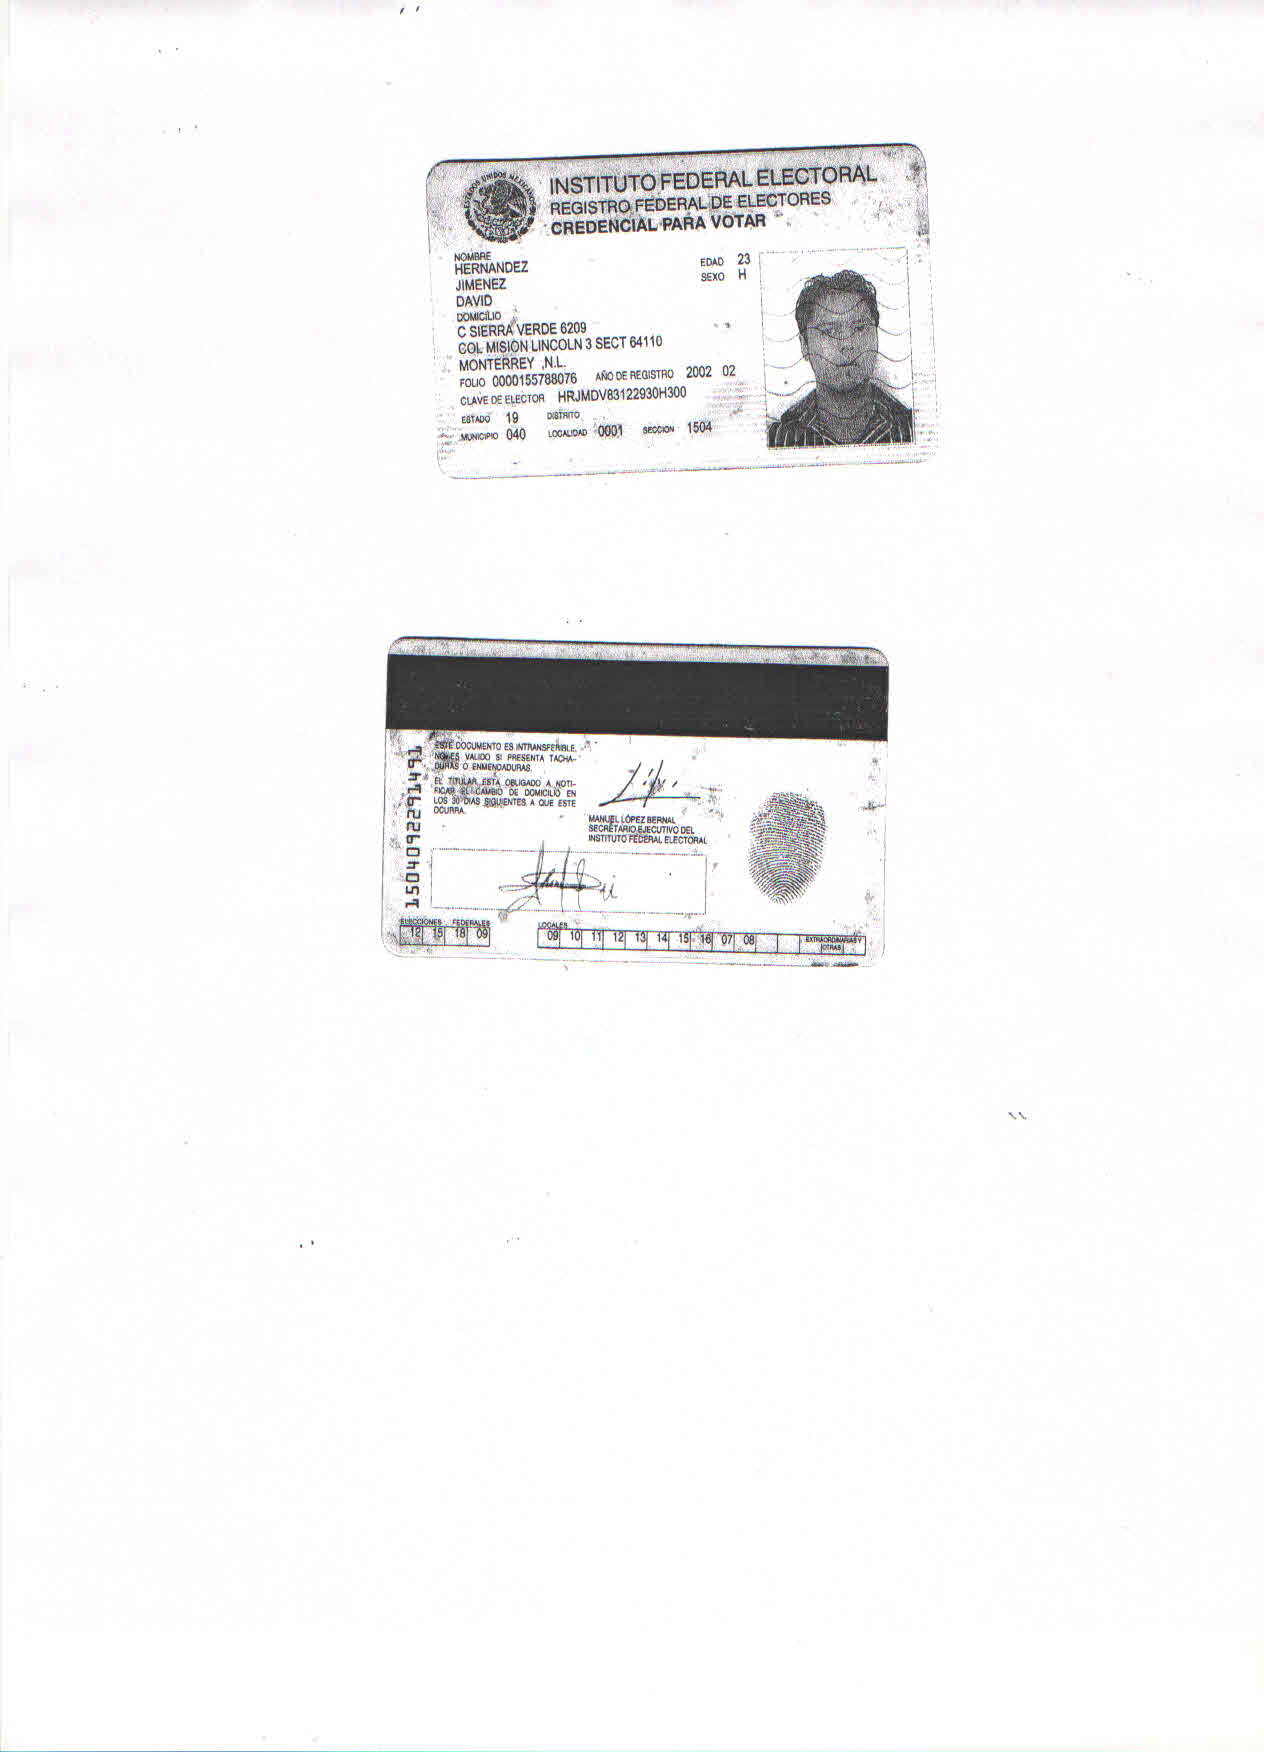 INSTITUTO FEDERAL ELECTORAL
REGISTRO FEDERAL DE ELECTORES
CREDENCIAL PARA VOTAR
ESTADOS UNIDOS MEXICANOS
NOMBRE
HERNANDEZ
JIMENEZ
DAVID
EDAD 23
SEXO H
DOMICILIO
C SIERRA VERDE 6209
COL MISION LINCOLN 3 SECT 64110
MONTERREY ,N.L.
FOLIO 0000155788076 AÑO DE REGISTRO 2002 02
CLAVE DE ELECTOR HRJMDV83122930H300
ESTADO 19 DISTRITO
MUNICIPIO 040 LOCALIDAD 0001 SECCION 1504
ESTE DOCUMENTO ES INTRANSFERIBLE.
NO ES VALIDO SI PRESENTA TACHA-
DURAS O ENMENDADURAS.
EL TITULAR ESTA OBLIGADO A NOTI-
FICAR EL CAMBIO DE DOMICILIO EN
LOS 30 DIAS SIGUIENTES A QUE ESTE
OCURRA.
MANUEL LÓPEZ BERNAL
SECRETARIO EJECUTIVO DEL
INSTITUTO FEDERAL ELECTORAL
1504092291491
ELECCIONES FEDERALES
12 15 18 09
LOCALES
09 10 11 12 13 14 15 16 07 08
EXTRAORDINARIAS Y
OTRAS